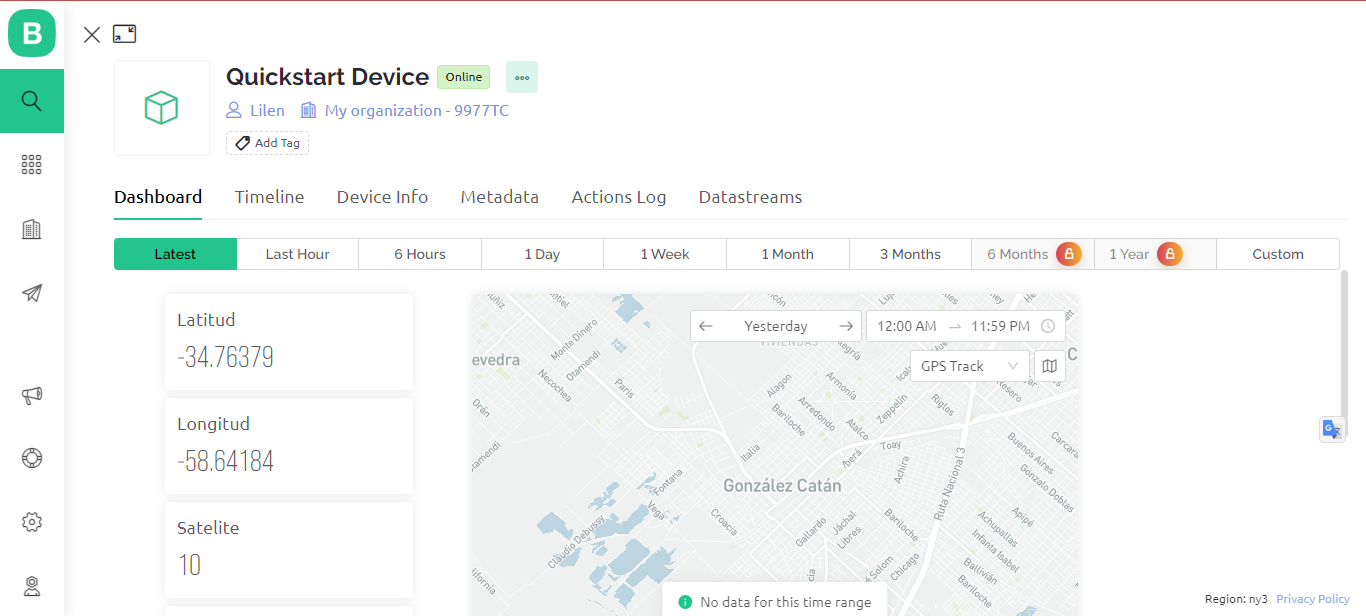 B
Quickstart Device Online
Lilen My organization - 9977TC
Add Tag
Dashboard Timeline Device Info Metadata Actions Log Datastreams
Latest Last Hour 6 Hours 1 Day 1 Week 1 Month 3 Months 6 Months 1 Year Custom
Latitud
-34.76379
Longitud
-58.64184
Satelite
10
Yesterday 12:00 AM 11:59 PM
VIVIENDAS
GPS Track
evedra
Monte Dinero
Otamendi
Necochea
París
Orán
Alagon
Bariloche
Armonía
Arredondo
Atalco
Zeppelin
Riglos
Toay
Italia
Achira
Ruta Nacional 3
Buenos Aires
Carcara
Gonzalo Doblas
González Catán
Fontana
Vega
Croacia
Claudio Debussy
Gallardo
Jáchal
Libres
Bariloche
Chicago
Apipé
Achupallas
Infanta Isabel
Ballivián
Bariloche
Solom
No data for this time range
G
Region: ny3 Privacy Policy